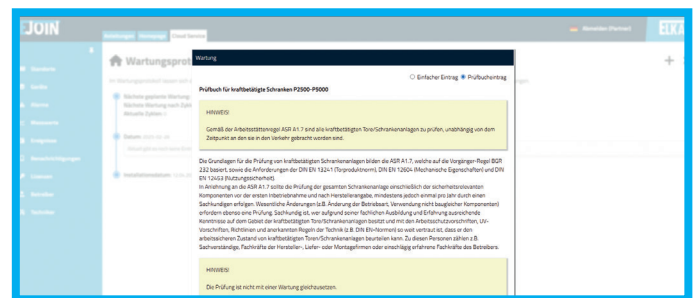 EJOIN
Anleitungen Homepage Cloud Service
Anmelden (Partner)
ELKA
Wartungsprot
Wartung
Einfacher Eintrag Prüfbucheintrag
Prüfbuch für kraftbetätigte Schranken P2500-P5000
HINWEIS!
Gemäß der Arbeitsstättenregel ASR A1.7 sind alle kraftbetätigten Tore/Schrankenanlagen zu prüfen, unabhängig von dem
Zeitpunkt an den sie in den Verkehr gebracht worden sind.
Die Grundlagen für die Prüfung von kraftbetätigten Schrankenanlagen bilden die ASR A1.7, welche auf die Vorgänger-Regel BGR
232 basiert, sowie die Anforderungen der DIN EN 13241 (Torproduktnorm), DIN EN 12604 (Mechanische Eigenschaften) und DIN
EN 12453 (Nutzungssicherheit).
In Anlehnung an die ASR A1.7 sollte die Prüfung der gesamten Schrankenanlage einschließlich der sicherheitsrelevanten
Komponenten vor der ersten Inbetriebnahme und nach Herstellerangabe, mindestens jedoch einmal pro Jahr durch einen
Sachkundigen erfolgen. Wesentliche Änderungen (z.B. Änderung der Betriebsart, Verwendung nicht baugleicher Komponenten)
erfordern ebenso eine Prüfung. Sachkundig ist, wer aufgrund seiner fachlichen Ausbildung und Erfahrung ausreichende
Kenntnisse auf dem Gebiet der kraftbetätigten Tore/Schrankenanlagen besitzt und mit den Arbeitsschutzvorschriften, UV-
Vorschriften, Richtlinien und anerkannten Regeln der Technik (z.B. DIN EN-Normen) so weit vertraut ist, dass er den
arbeitssicheren Zustand von kraftbetätigten Toren/Schrankenanlagen beurteilen kann. Zu diesen Personen zählen z.B.
Sachverständige, Fachkräfte der Hersteller-, Liefer- oder Montagefirmen oder einschlägig erfahrene Fachkräfte des Betreibers.
HINWEIS!
Die Prüfung ist nicht mit einer Wartung gleichzusetzen.